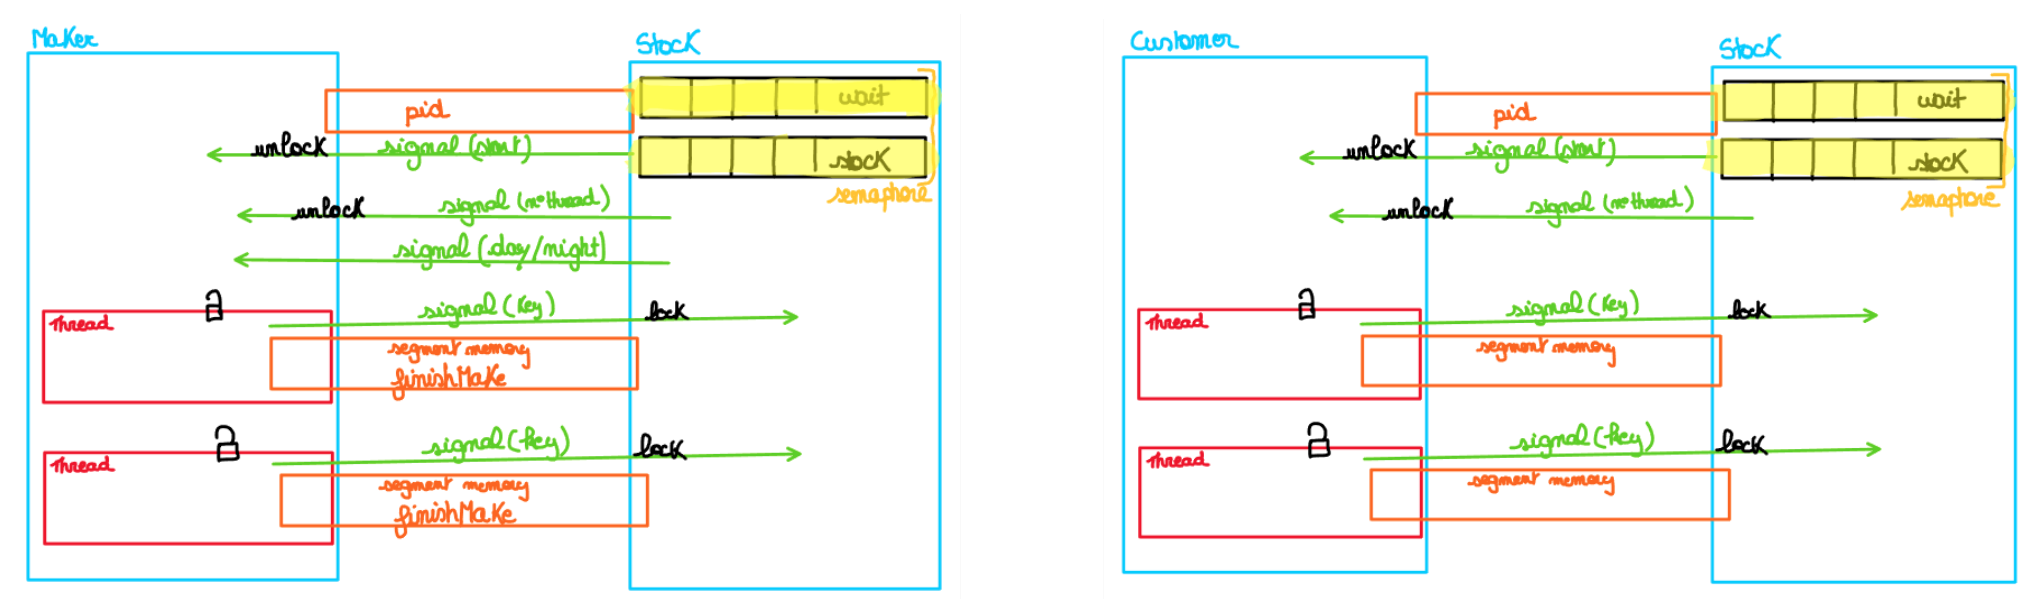 Maker
Stock
wait
pid
unlock
signal (start)
stock
semaphore
unlock
signal (n° thread)
signal (day/night)
Thread
signal (key)
lock
segment memory
finishMake
Thread
signal (key)
lock
segment memory
finishMake
Customer
Stock
wait
pid
unlock
signal (start)
stock
semaphore
unlock
signal (n° thread)
Thread
signal (key)
lock
segment memory
Thread
signal (key)
lock
segment memory